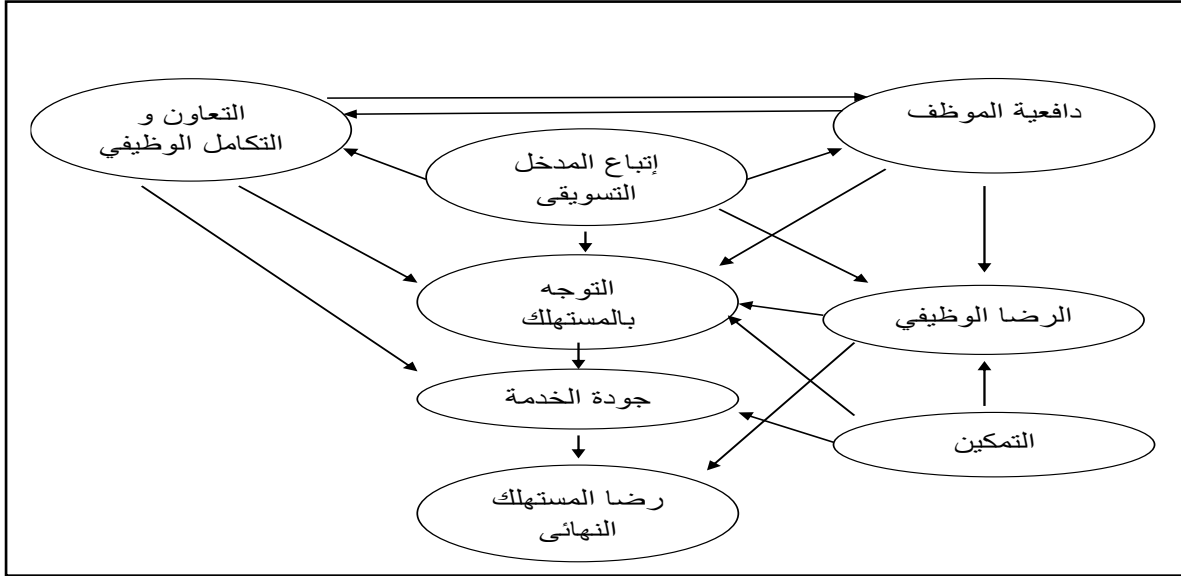 التعاون و
التكامل الوظيفي
دافعية الموظف
إتباع المدخل
التسويقى
التوجه
بالمستهلك
الرضا الوظيفي
جودة الخدمة
التمكين
رضا المستهلك
النهائى